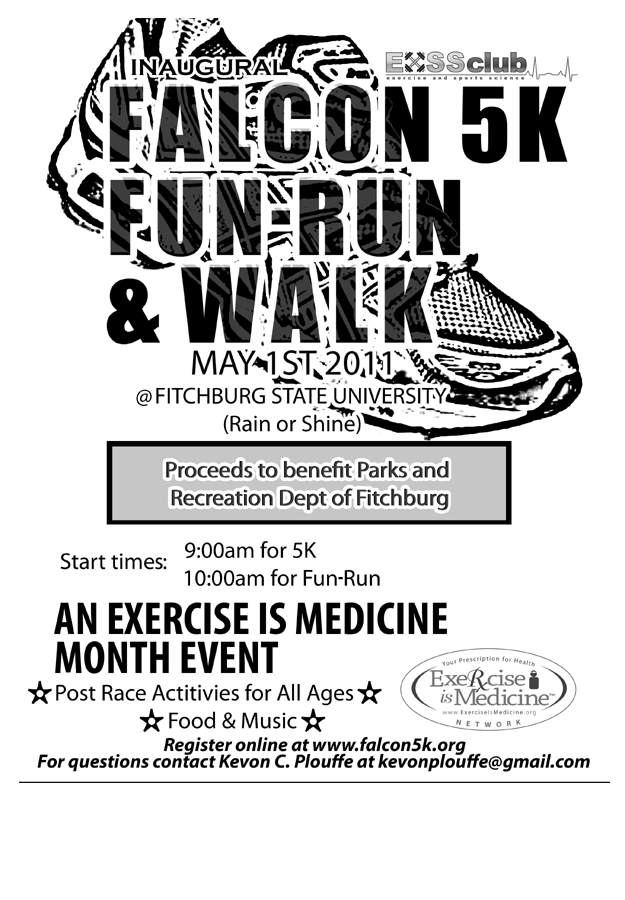 INAUGURAL
EXSSclub
exercise and sports science
FALCON 5K
FUN-RUN
& WALK
MAY 1ST 2011
@FITCHBURG STATE UNIVERSITY
(Rain or Shine)
Proceeds to benefit Parks and
Recreation Dept of Fitchburg
Start times:
9:00am for 5K
10:00am for Fun-Run
AN EXERCISE IS MEDICINE
MONTH EVENT
Post Race Actitivies for All Ages
Food & Music
Your Prescription for Health
ExeRcise
is Medicine™
www.ExerciseisMedicine.org
NETWORK
Register online at www.falcon5k.org
For questions contact Kevon C. Plouffe at kevonplouffe@gmail.com